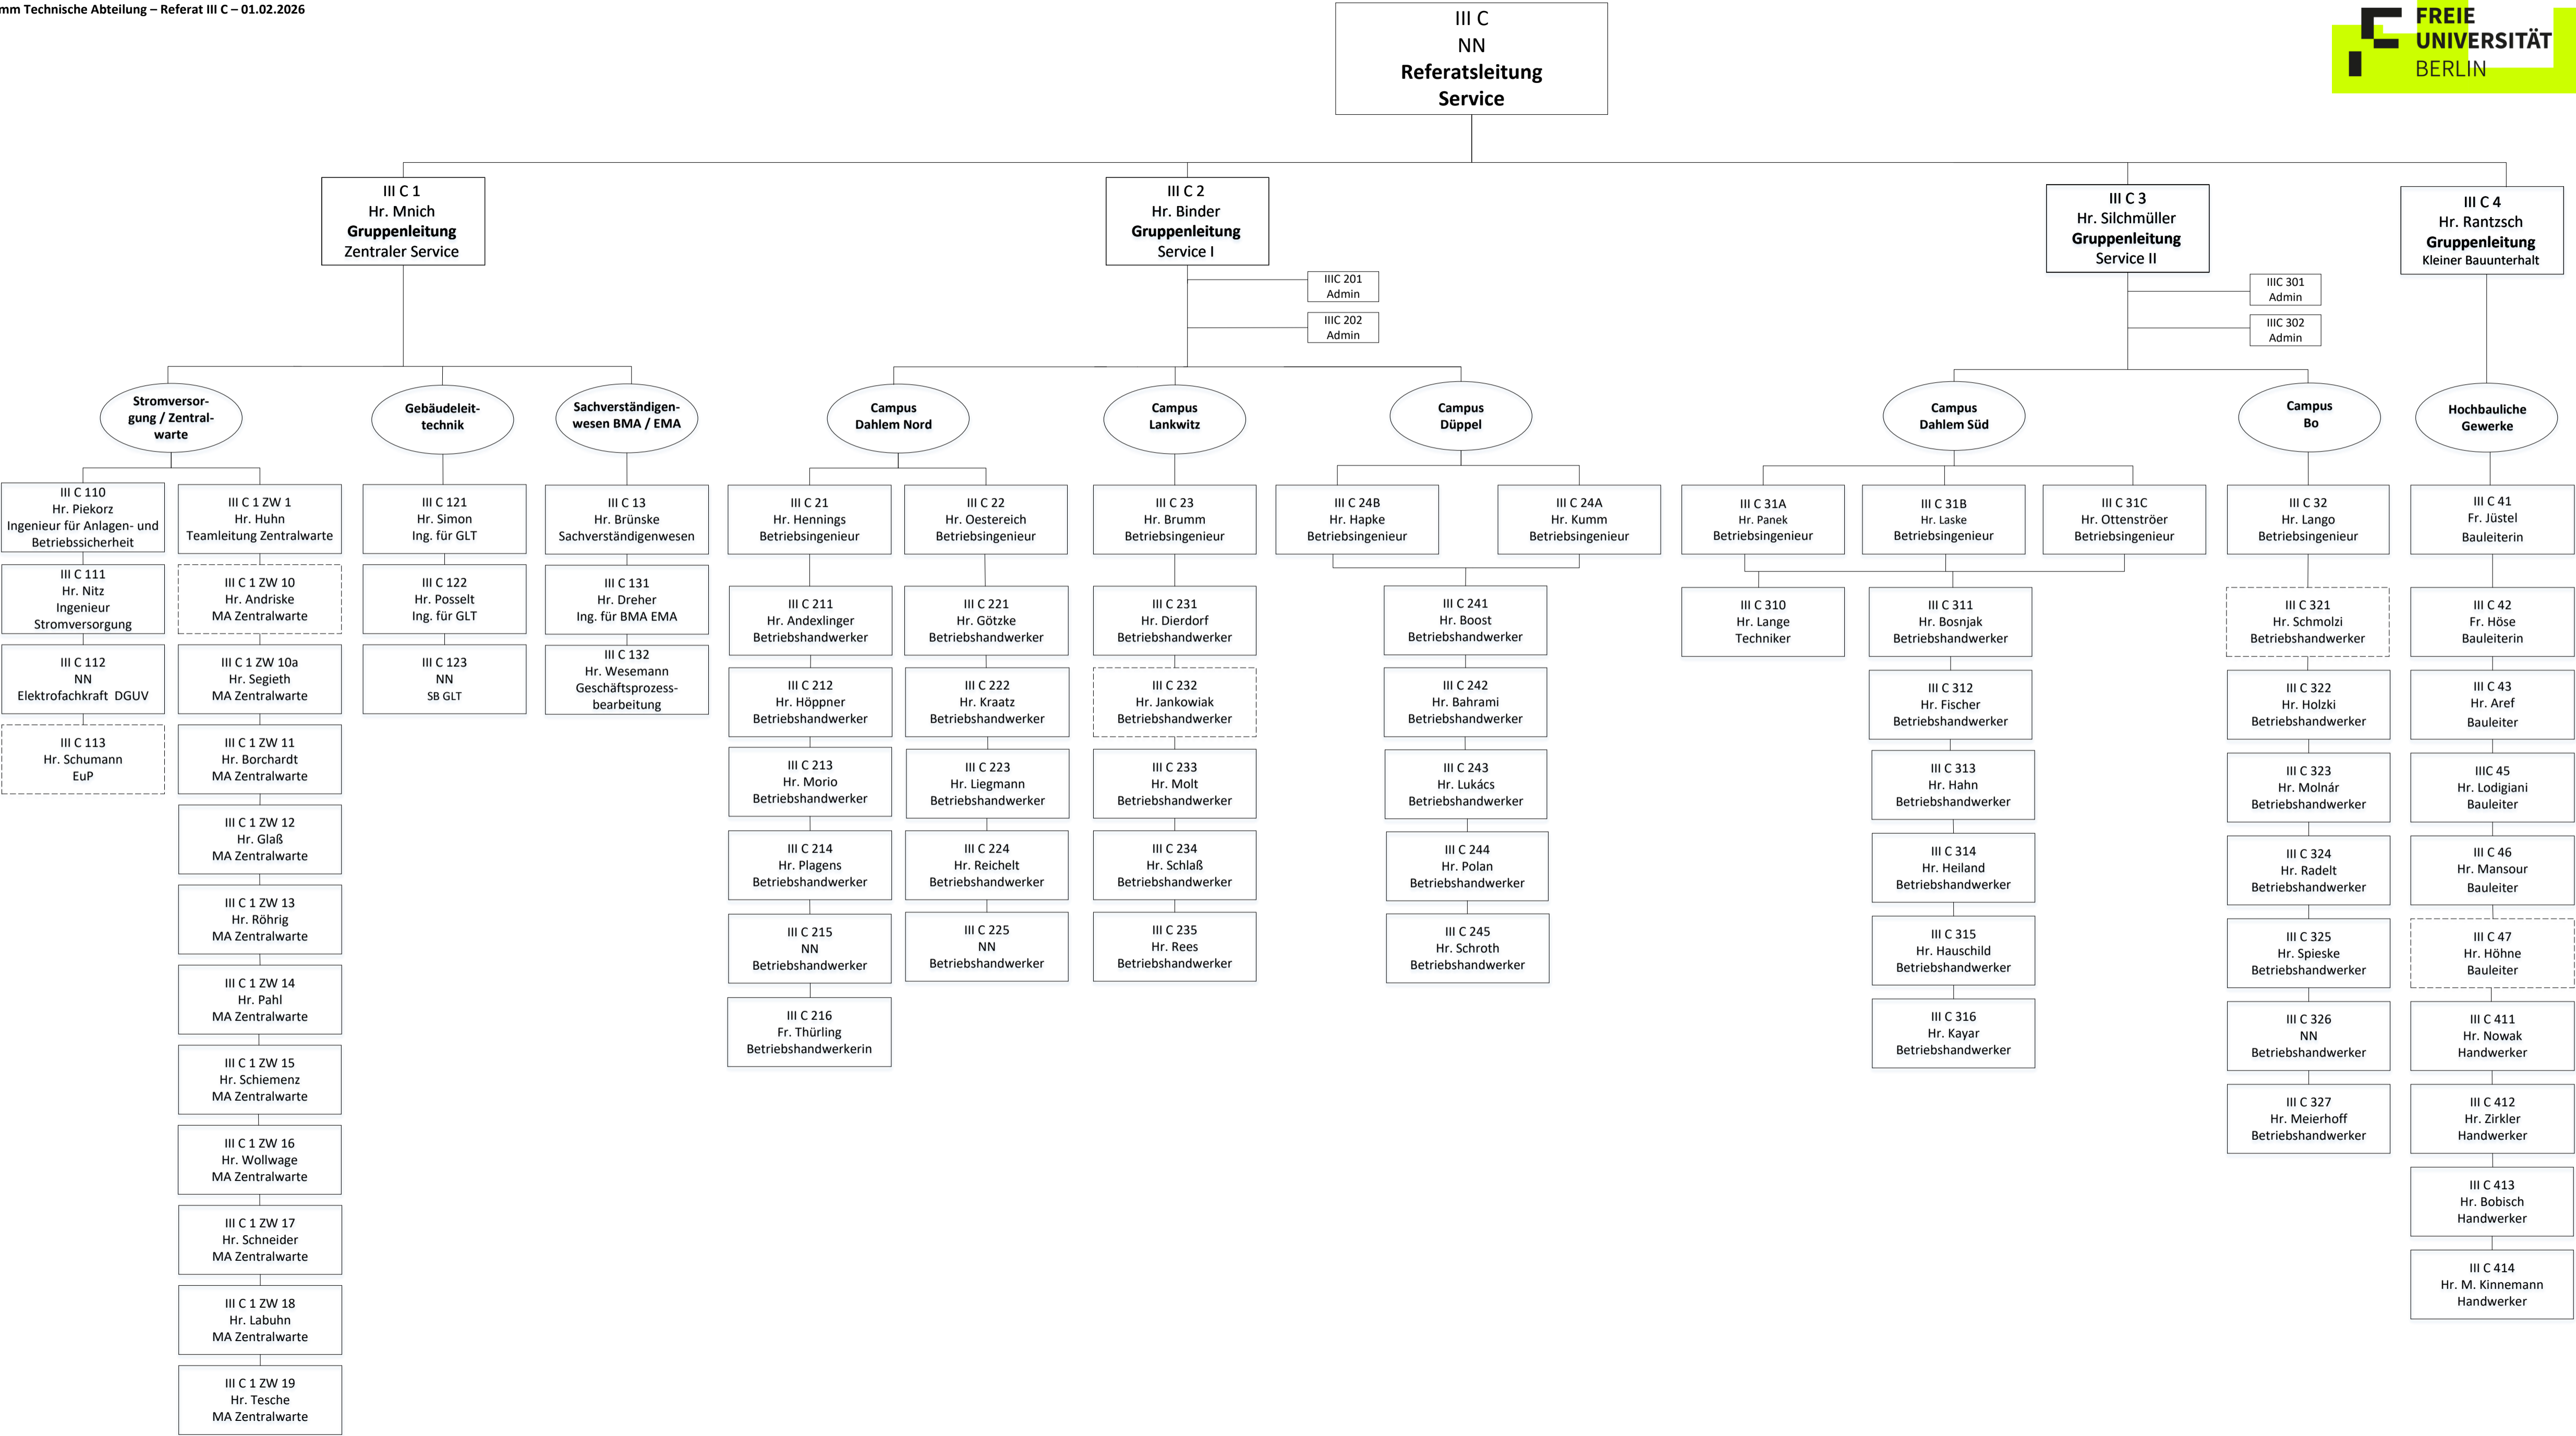 mm Technische Abteilung – Referat III C – 01.02.2026
FREIE
UNIVERSITÄT
BERLIN
III C
NN
Referatsleitung
Service
III C 1
Hr. Mnich
Gruppenleitung
Zentraler Service
III C 2
Hr. Binder
Gruppenleitung
Service I
IIIC 201
Admin
IIIC 202
Admin
III C 3
Hr. Silchmüller
Gruppenleitung
Service II
IIIC 301
Admin
IIIC 302
Admin
III C 4
Hr. Rantzsch
Gruppenleitung
Kleiner Bauunterhalt
Stromversor-
gung / Zentral-
warte
III C 110
Hr. Piekorz
Ingenieur für Anlagen- und
Betriebssicherheit
III C 111
Hr. Nitz
Ingenieur
Stromversorgung
III C 112
NN
Elektrofachkraft DGUV
III C 113
Hr. Schumann
EuP
III C 1 ZW 1
Hr. Huhn
Teamleitung Zentralwarte
III C 1 ZW 10
Hr. Andriske
MA Zentralwarte
III C 1 ZW 10a
Hr. Segieth
MA Zentralwarte
III C 1 ZW 11
Hr. Borchardt
MA Zentralwarte
III C 1 ZW 12
Hr. Glaß
MA Zentralwarte
III C 1 ZW 13
Hr. Röhrig
MA Zentralwarte
III C 1 ZW 14
Hr. Pahl
MA Zentralwarte
III C 1 ZW 15
Hr. Schiemenz
MA Zentralwarte
III C 1 ZW 16
Hr. Wollwage
MA Zentralwarte
III C 1 ZW 17
Hr. Schneider
MA Zentralwarte
III C 1 ZW 18
Hr. Labuhn
MA Zentralwarte
III C 1 ZW 19
Hr. Tesche
MA Zentralwarte
Gebäudeleit-
technik
III C 121
Hr. Simon
Ing. für GLT
III C 122
Hr. Posselt
Ing. für GLT
III C 123
NN
SB GLT
Sachverständigen-
wesen BMA / EMA
III C 13
Hr. Brünske
Sachverständigenwesen
III C 131
Hr. Dreher
Ing. für BMA EMA
III C 132
Hr. Wesemann
Geschäftsprozess-
bearbeitung
Campus
Dahlem Nord
III C 21
Hr. Hennings
Betriebsingenieur
III C 211
Hr. Andexlinger
Betriebshandwerker
III C 212
Hr. Höppner
Betriebshandwerker
III C 213
Hr. Morio
Betriebshandwerker
III C 214
Hr. Plagens
Betriebshandwerker
III C 215
NN
Betriebshandwerker
III C 216
Fr. Thürling
Betriebshandwerkerin
III C 22
Hr. Oestereich
Betriebsingenieur
III C 221
Hr. Götzke
Betriebshandwerker
III C 222
Hr. Kraatz
Betriebshandwerker
III C 223
Hr. Liegmann
Betriebshandwerker
III C 224
Hr. Reichelt
Betriebshandwerker
III C 225
NN
Betriebshandwerker
Campus
Lankwitz
III C 23
Hr. Brumm
Betriebsingenieur
III C 231
Hr. Dierdorf
Betriebshandwerker
III C 232
Hr. Jankowiak
Betriebshandwerker
III C 233
Hr. Molt
Betriebshandwerker
III C 234
Hr. Schlaß
Betriebshandwerker
III C 235
Hr. Rees
Betriebshandwerker
Campus
Düppel
III C 24B
Hr. Hapke
Betriebsingenieur
III C 24A
Hr. Kumm
Betriebsingenieur
III C 241
Hr. Boost
Betriebshandwerker
III C 242
Hr. Bahrami
Betriebshandwerker
III C 243
Hr. Lukács
Betriebshandwerker
III C 244
Hr. Polan
Betriebshandwerker
III C 245
Hr. Schroth
Betriebshandwerker
Campus
Dahlem Süd
III C 31A
Hr. Panek
Betriebsingenieur
III C 31B
Hr. Laske
Betriebsingenieur
III C 31C
Hr. Ottenströer
Betriebsingenieur
III C 310
Hr. Lange
Techniker
III C 311
Hr. Bosnjak
Betriebshandwerker
III C 312
Hr. Fischer
Betriebshandwerker
III C 313
Hr. Hahn
Betriebshandwerker
III C 314
Hr. Heiland
Betriebshandwerker
III C 315
Hr. Hauschild
Betriebshandwerker
III C 316
Hr. Kayar
Betriebshandwerker
Campus
Bo
III C 32
Hr. Lango
Betriebsingenieur
III C 321
Hr. Schmolzi
Betriebshandwerker
III C 322
Hr. Holzki
Betriebshandwerker
III C 323
Hr. Molnár
Betriebshandwerker
III C 324
Hr. Radelt
Betriebshandwerker
III C 325
Hr. Spieske
Betriebshandwerker
III C 326
NN
Betriebshandwerker
III C 327
Hr. Meierhoff
Betriebshandwerker
Hochbauliche
Gewerke
III C 41
Fr. Jüstel
Bauleiterin
III C 42
Fr. Höse
Bauleiterin
III C 43
Hr. Aref
Bauleiter
IIIC 45
Hr. Lodigiani
Bauleiter
III C 46
Hr. Mansour
Bauleiter
III C 47
Hr. Höhne
Bauleiter
III C 411
Hr. Nowak
Handwerker
III C 412
Hr. Zirkler
Handwerker
III C 413
Hr. Bobisch
Handwerker
III C 414
Hr. M. Kinnemann
Handwerker